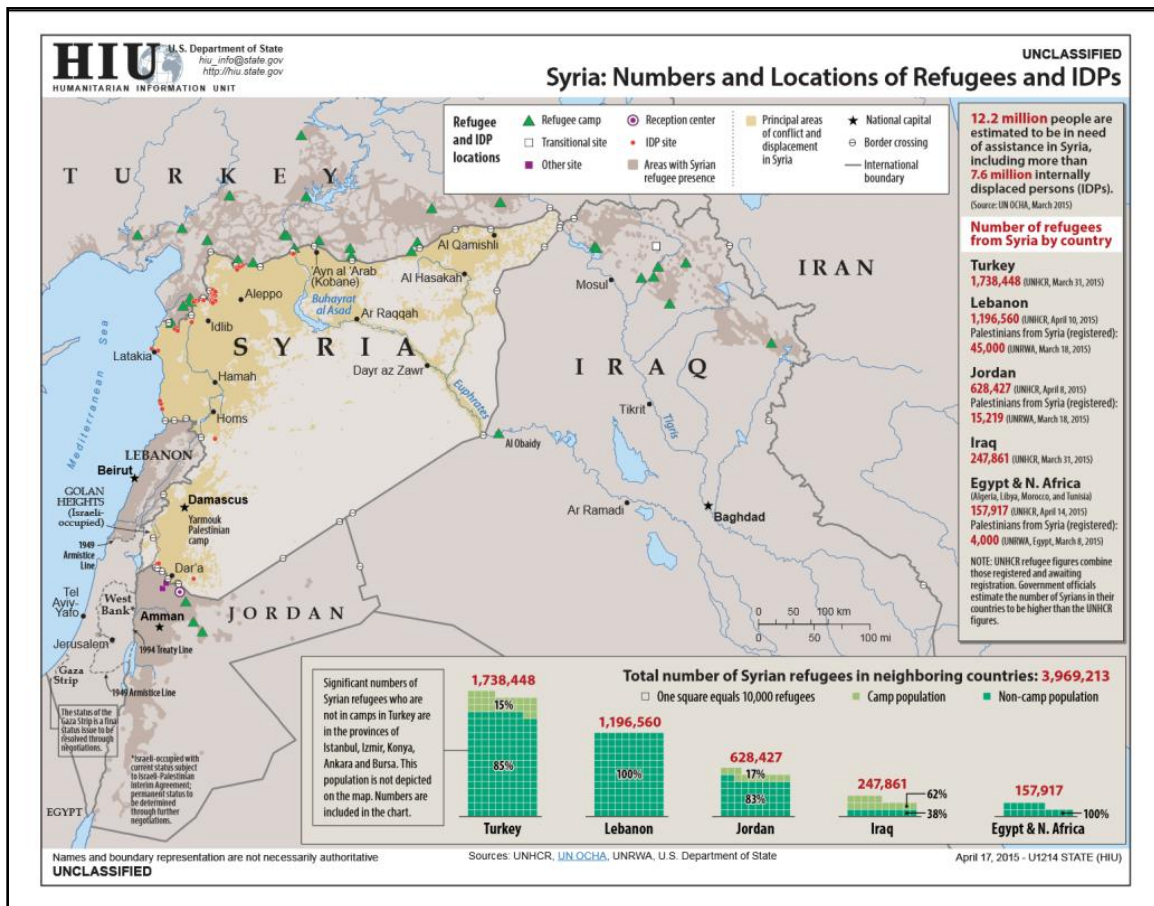 HIU
U.S. Department of State
hiu_info@state.gov
http://hiu.state.gov
HUMANITARIAN INFORMATION UNIT
UNCLASSIFIED
Syria: Numbers and Locations of Refugees and IDPs
Refugee
and IDP
locations
Refugee camp
Transitional site
Other site
Reception center
IDP site
Areas with Syrian
refugee presence
Principal areas
of conflict and
displacement
in Syria
National capital
Border crossing
International
boundary
12.2 million people are
estimated to be in need
of assistance in Syria,
including more than
7.6 million internally
displaced persons (IDPs).
(Source: UN OCHA, March 2015)
Number of refugees
from Syria by country
Turkey
1,738,448 (UNHCR, March 31, 2015)
Lebanon
1,196,560 (UNHCR, April 10, 2015)
Palestinians from Syria (registered):
45,000 (UNRWA, March 18, 2015)
Jordan
628,427 (UNHCR, April 8, 2015)
Palestinians from Syria (registered):
15,219 (UNRWA, March 18, 2015)
Iraq
247,861 (UNHCR, March 31, 2015)
Egypt & N. Africa
(Algeria, Libya, Morocco, and Tunisia)
157,917 (UNHCR, April 14, 2015)
Palestinians from Syria (registered):
4,000 (UNRWA, Egypt, March 8, 2015)
NOTE: UNHCR refugee figures combine
those registered and awaiting
registration. Government officials
estimate the number of Syrians in their
countries to be higher than the UNHCR
figures.
TURKEY
Al Qamishli
'Ayn al 'Arab
(Kobane)
Al Hasakah
Mosul
IRAN
Aleppo
Buhayrat
al Asad
Ar Raqqah
Idlib
Mediterranean Sea
SYRIA
Latakia
IRAQ
Dayr az Zawr
Hamah
Euphrates
Tikrit
Tigris
Homs
Al Obaidy
LEBANON
Beirut
GOLAN
HEIGHTS
(Israeli-
occupied)
Damascus
Yarmouk
Palestinian
camp
Ar Ramadi
Baghdad
1949
Armistice
Line
Dar'a
Tel
Aviv-
Yafo
West
Bank*
JORDAN
Amman
Jerusalem
1994 Treaty Line
Gaza
Strip
1949 Armistice Line
0 50 100 km
0 50 100 mi
The status of the
Gaza Strip is a final
status issue to be
resolved through
negotiations.
*Israeli-occupied with
current status subject
to Israeli-Palestinian
Interim Agreement;
permanent status to
be determined
through further
negotiations.
EGYPT
Significant numbers of
Syrian refugees who are
not in camps in Turkey are
in the provinces of
Istanbul, Izmir, Konya,
Ankara and Bursa. This
population is not depicted
on the map. Numbers are
included in the chart.
Total number of Syrian refugees in neighboring countries: 3,969,213
One square equals 10,000 refugees
Camp population
Non-camp population
1,738,448
15%
85%
Turkey
1,196,560
100%
Lebanon
628,427
17%
83%
Jordan
247,861
62%
38%
Iraq
157,917
100%
Egypt & N. Africa
Names and boundary representation are not necessarily authoritative
UNCLASSIFIED
Sources: UNHCR, UN OCHA, UNRWA, U.S. Department of State
April 17, 2015 - U1214 STATE (HIU)